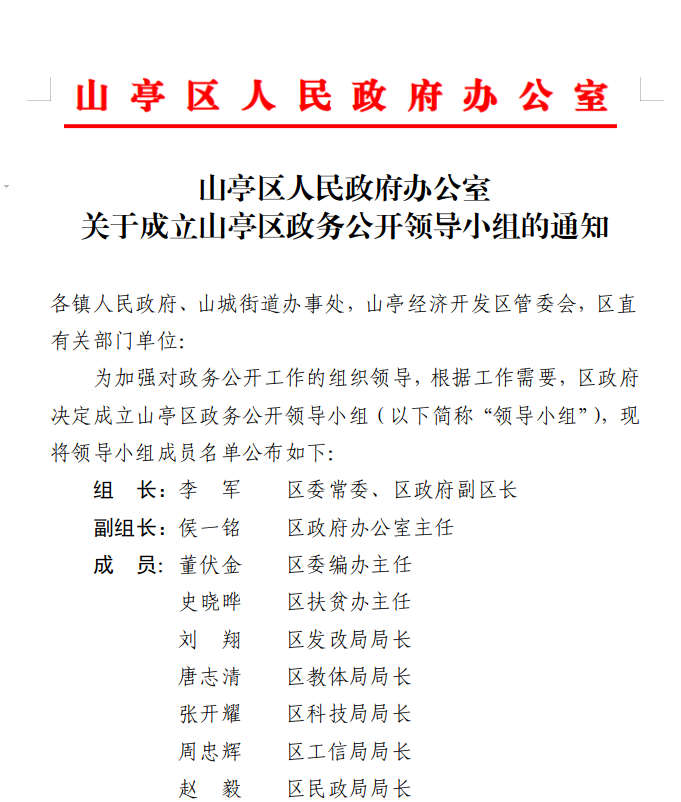 山亭区人民政府办公室
山亭区人民政府办公室
关于成立山亭区政务公开领导小组的通知
各镇人民政府、山城街道办事处，山亭经济开发区管委会，区直
有关部门单位：
为加强对政务公开工作的组织领导，根据工作需要，区政府
决定成立山亭区政务公开领导小组（以下简称“领导小组”），现
将领导小组成员名单公布如下：
组　长：李　军　　区委常委、区政府副区长
副组长：侯一铭　　区政府办公室主任
成　员：董伏金　　区委编办主任
史晓晔　　区扶贫办主任
刘　翔　　区发改局局长
唐志清　　区教体局局长
张开耀　　区科技局局长
周忠辉　　区工信局局长
赵　毅　　区民政局局长